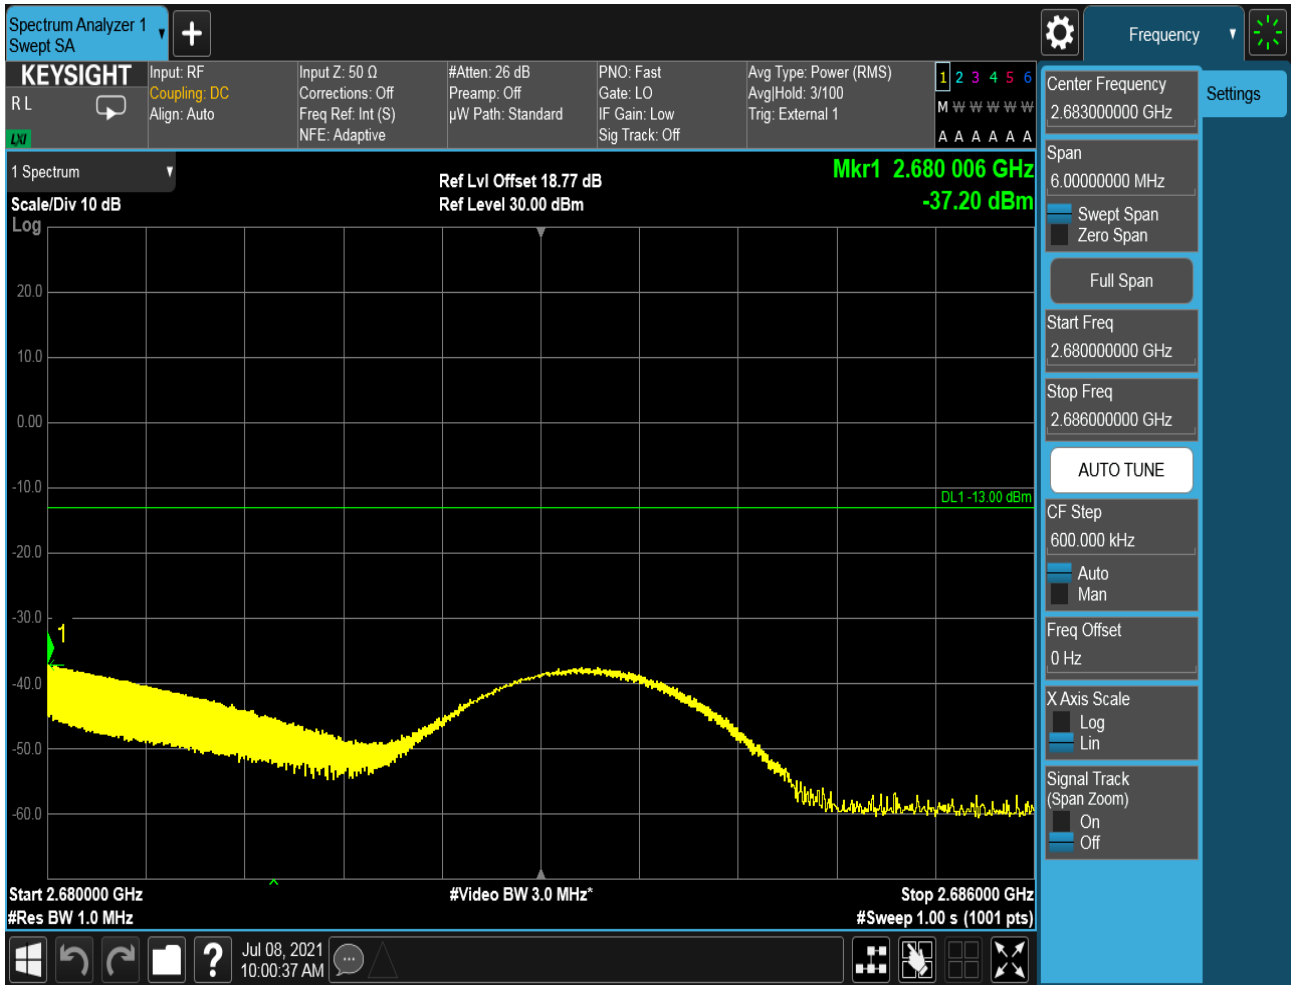 Spectrum Analyzer 1
Swept SA
Frequency
KEYSIGHT
R L
LXI
Input: RF
Coupling: DC
Align: Auto
Input Z: 50 Ω
Corrections: Off
Freq Ref: Int (S)
NFE: Adaptive
#Atten: 26 dB
Preamp: Off
µW Path: Standard
PNO: Fast
Gate: LO
IF Gain: Low
Sig Track: Off
Avg Type: Power (RMS)
Avg|Hold: 3/100
Trig: External 1
1 2 3 4 5 6
M W W W W W
A A A A A A
1 Spectrum
Scale/Div 10 dB
Log
Ref Lvl Offset 18.77 dB
Ref Level 30.00 dBm
Mkr1 2.680 006 GHz
-37.20 dBm
20.0
10.0
0.00
-10.0
DL1 -13.00 dBm
-20.0
-30.0
1
-40.0
-50.0
-60.0
Start 2.680000 GHz
#Res BW 1.0 MHz
#Video BW 3.0 MHz*
Stop 2.686000 GHz
#Sweep 1.00 s (1001 pts)
Jul 08, 2021
10:00:37 AM
Center Frequency
2.683000000 GHz
Settings
Span
6.00000000 MHz
Swept Span
Zero Span
Full Span
Start Freq
2.680000000 GHz
Stop Freq
2.686000000 GHz
AUTO TUNE
CF Step
600.000 kHz
Auto
Man
Freq Offset
0 Hz
X Axis Scale
Log
Lin
Signal Track
(Span Zoom)
On
Off